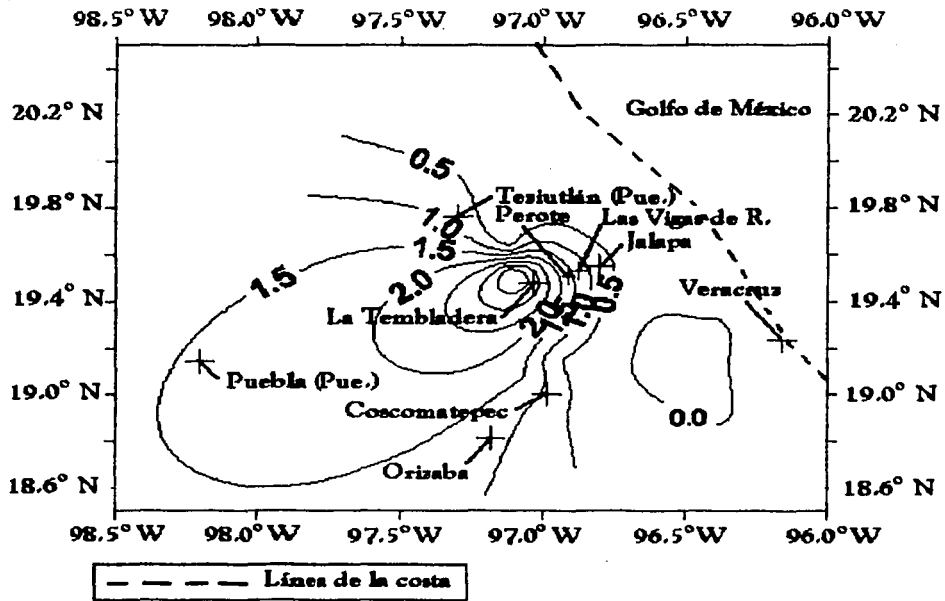 98.5° W 98.0° W 97.5° W 97.0° W 96.5° W 96.0° W
20.2° N Golfo de México 20.2° N
0.5
19.8° N Teziutlán (Pue.) 19.8° N
1.0 Perote Las Vigas de R.
1.5 Jalapa
1.5 2.0 0.5
19.4° N Veracruz 19.4° N
La Tembladera 1.0
Puebla (Pue.)
19.0° N Coscomatepec 19.0° N
0.0
Orizaba
18.6° N 18.6° N
98.5° W 98.0° W 97.5° W 97.0° W 96.5° W 96.0° W
Línea de la costa